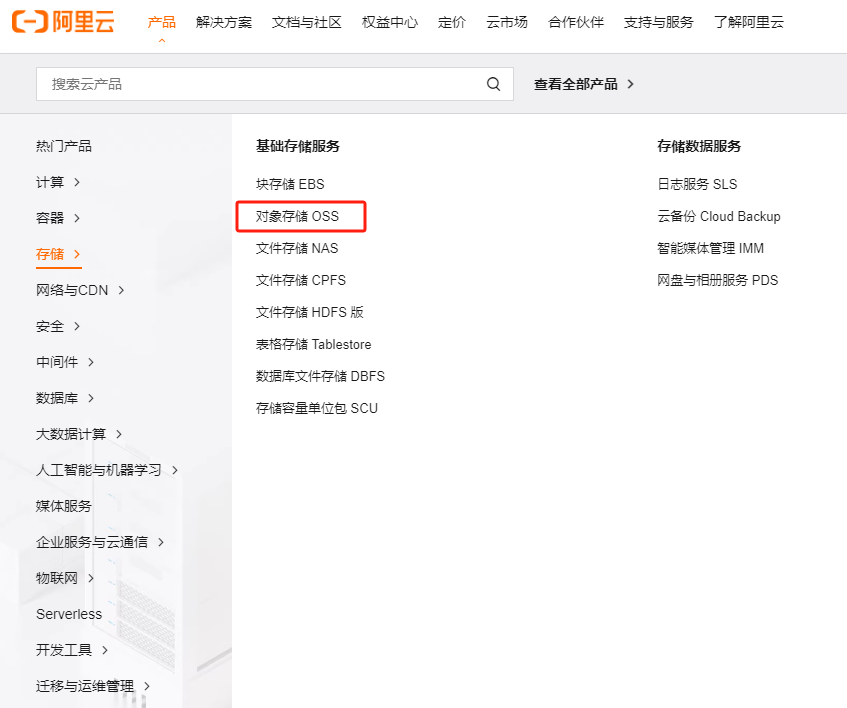 阿里云 产品 解决方案 文档与社区 权益中心 定价 云市场 合作伙伴 支持与服务 了解阿里云
搜索云产品 查看全部产品
热门产品
计算
容器
存储
网络与CDN
安全
中间件
数据库
大数据计算
人工智能与机器学习
媒体服务
企业服务与云通信
物联网
Serverless
开发工具
迁移与运维管理
基础存储服务
块存储 EBS
对象存储 OSS
文件存储 NAS
文件存储 CPFS
文件存储 HDFS 版
表格存储 Tablestore
数据库文件存储 DBFS
存储容量单位包 SCU
存储数据服务
日志服务 SLS
云备份 Cloud Backup
智能媒体管理 IMM
网盘与相册服务 PDS